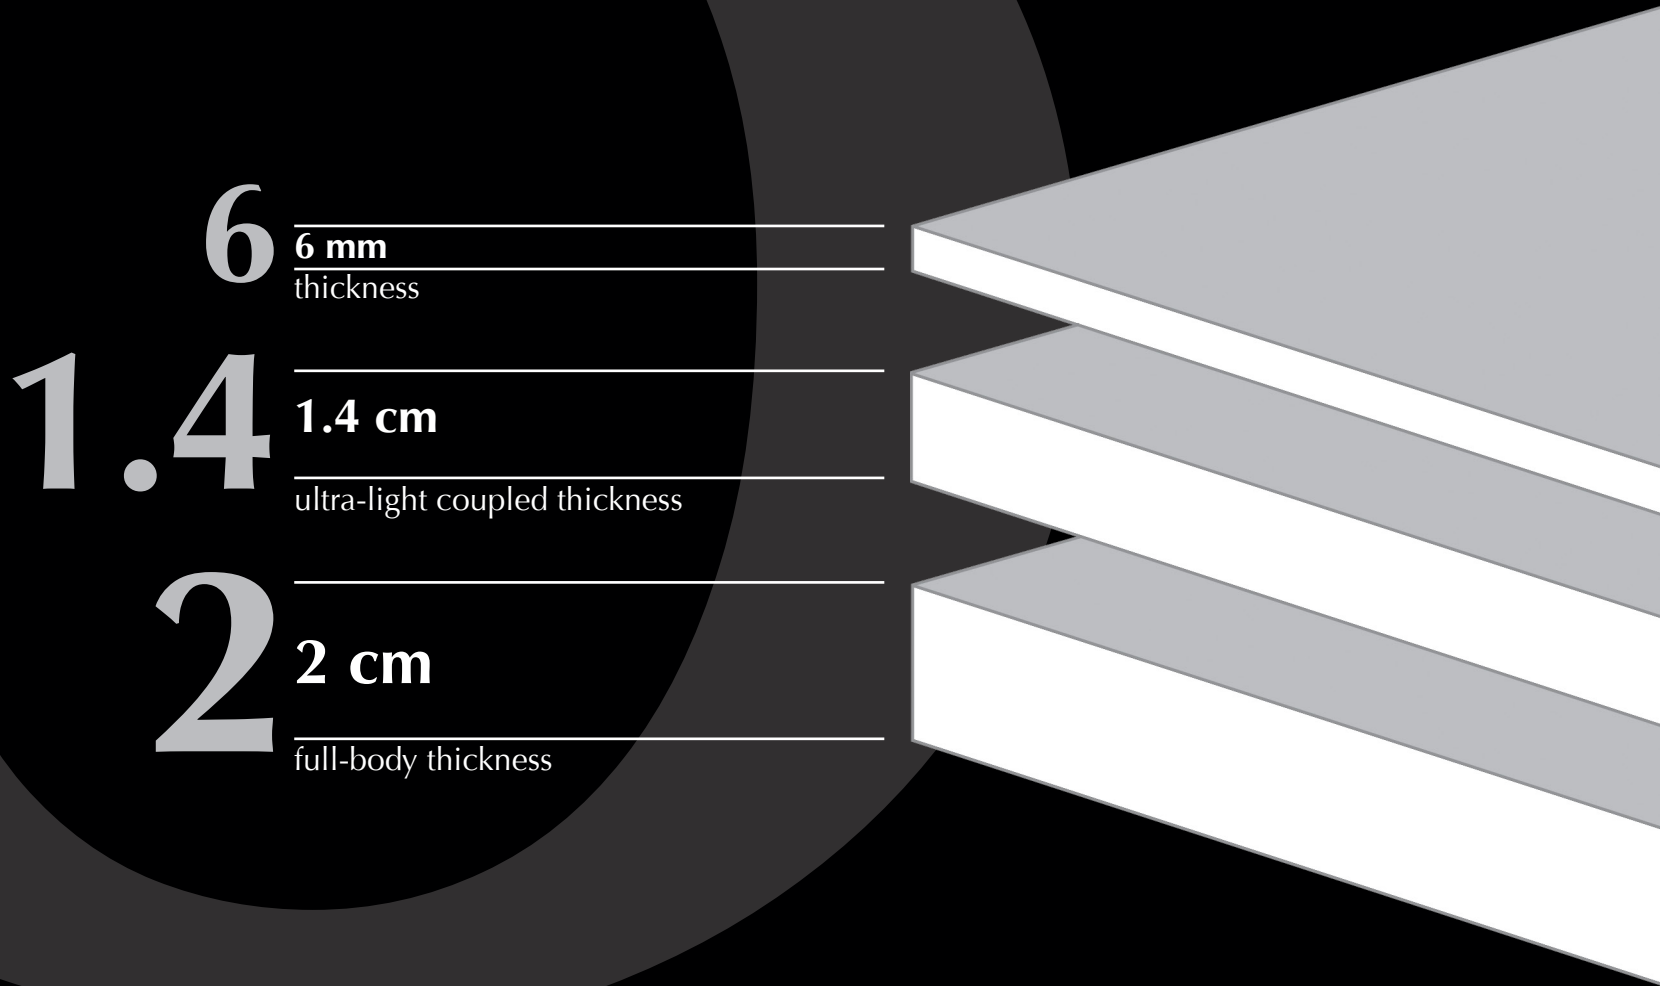 6
6 mm
thickness
1.4
1.4 cm
ultra-light coupled thickness
2
2 cm
full-body thickness